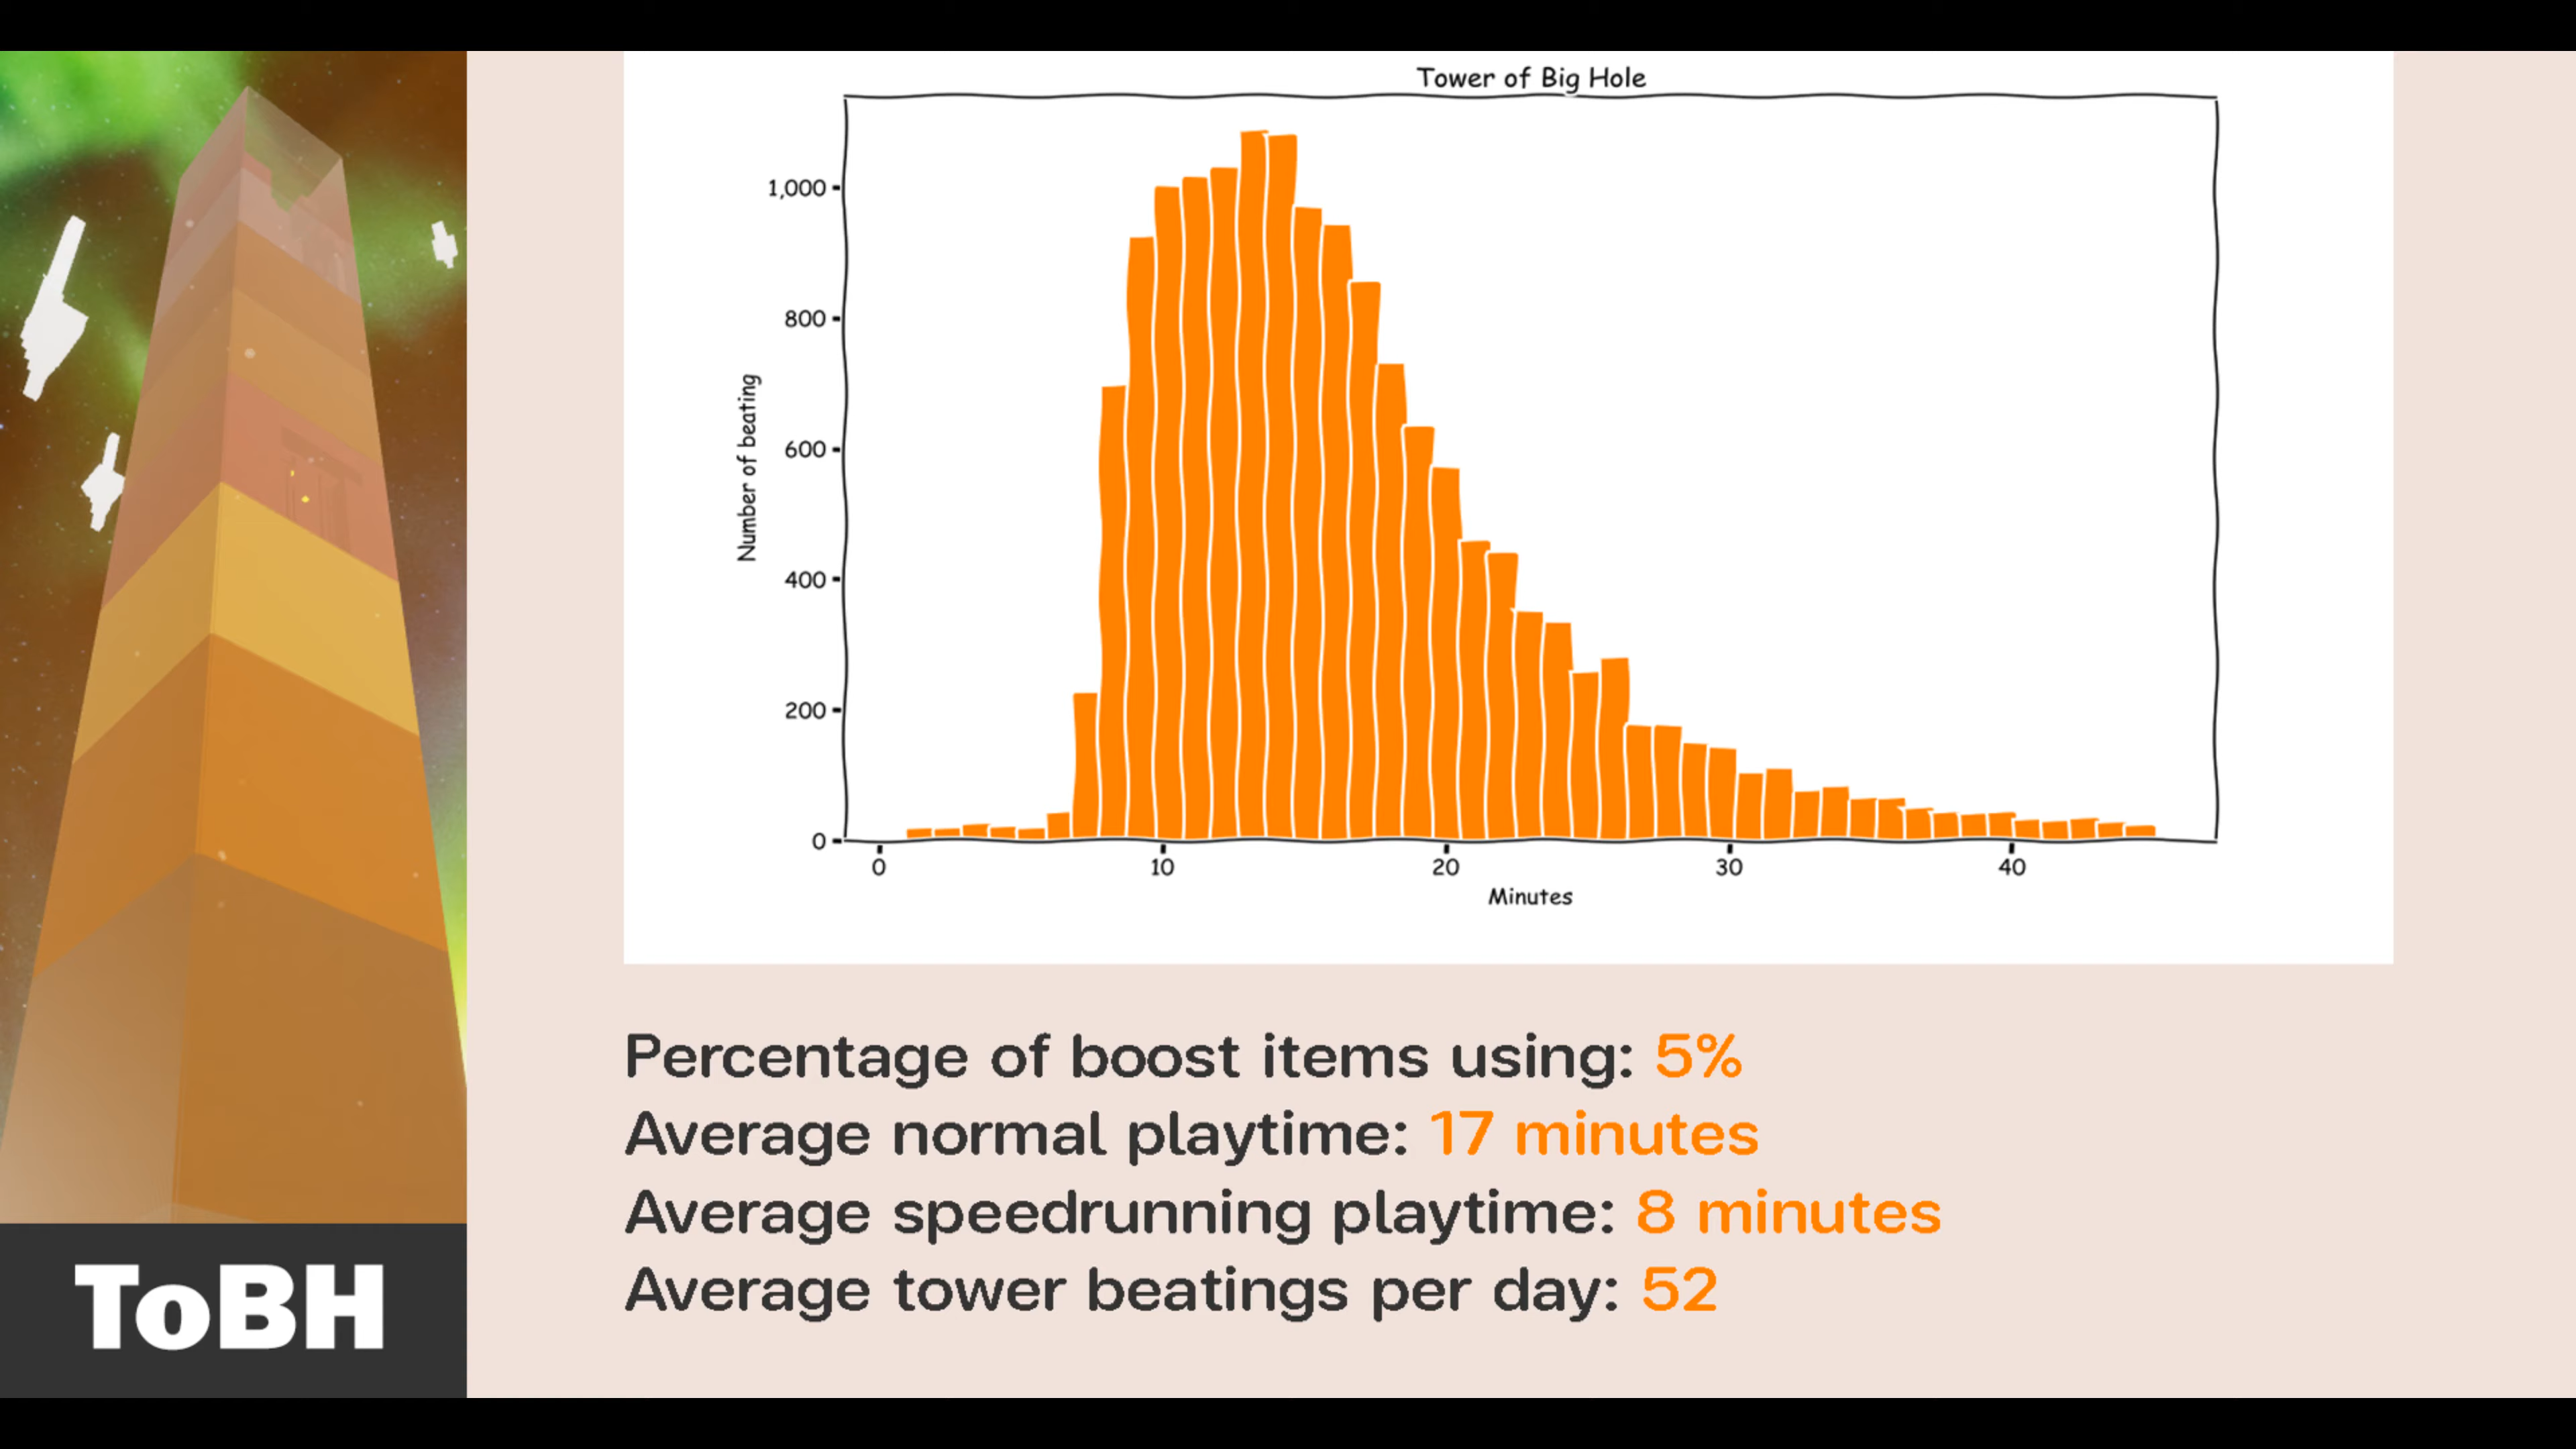 Tower of Big Hole
1,000
800
600
400
200
0
Number of beating
0 10 20 30 40
Minutes
Percentage of boost items using: 5%
Average normal playtime: 17 minutes
Average speedrunning playtime: 8 minutes
Average tower beatings per day: 52
ToBH